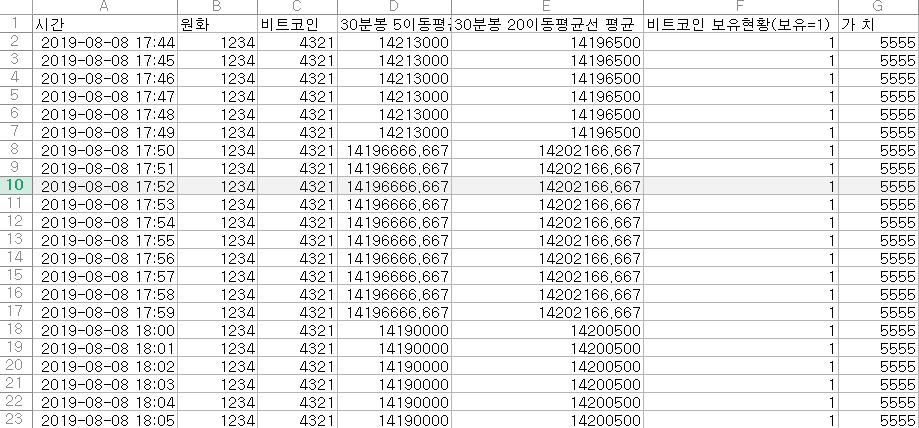 A B C D E F G
1 시간 원화 비트코인 30분봉 5이동평균 30분봉 20이동평균선 평균 비트코인 보유현황(보유=1) 가 치
2 2019-08-08 17:44 1234 4321 14213000 14196500 1 5555
3 2019-08-08 17:45 1234 4321 14213000 14196500 1 5555
4 2019-08-08 17:46 1234 4321 14213000 14196500 1 5555
5 2019-08-08 17:47 1234 4321 14213000 14196500 1 5555
6 2019-08-08 17:48 1234 4321 14213000 14196500 1 5555
7 2019-08-08 17:49 1234 4321 14213000 14196500 1 5555
8 2019-08-08 17:50 1234 4321 14196666,667 14202166,667 1 5555
9 2019-08-08 17:51 1234 4321 14196666,667 14202166,667 1 5555
10 2019-08-08 17:52 1234 4321 14196666,667 14202166,667 1 5555
11 2019-08-08 17:53 1234 4321 14196666,667 14202166,667 1 5555
12 2019-08-08 17:54 1234 4321 14196666,667 14202166,667 1 5555
13 2019-08-08 17:55 1234 4321 14196666,667 14202166,667 1 5555
14 2019-08-08 17:56 1234 4321 14196666,667 14202166,667 1 5555
15 2019-08-08 17:57 1234 4321 14196666,667 14202166,667 1 5555
16 2019-08-08 17:58 1234 4321 14196666,667 14202166,667 1 5555
17 2019-08-08 17:59 1234 4321 14196666,667 14202166,667 1 5555
18 2019-08-08 18:00 1234 4321 14190000 14200500 1 5555
19 2019-08-08 18:01 1234 4321 14190000 14200500 1 5555
20 2019-08-08 18:02 1234 4321 14190000 14200500 1 5555
21 2019-08-08 18:03 1234 4321 14190000 14200500 1 5555
22 2019-08-08 18:04 1234 4321 14190000 14200500 1 5555
23 2019-08-08 18:05 1234 4321 14190000 14200500 1 5555